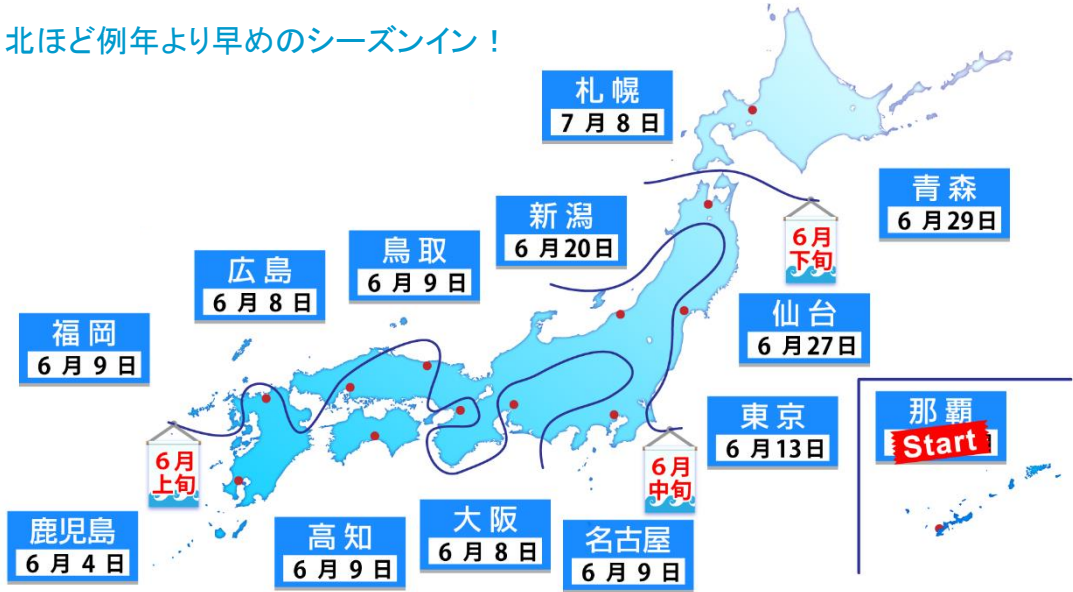 北ほど例年より早めのシーズンイン！
札幌
7月8日
青森
6月29日
新潟
6月20日
6月
下旬
鳥取
6月9日
広島
6月8日
仙台
6月27日
福岡
6月9日
東京
6月13日
那覇
Start
6月
上旬
6月
中旬
鹿児島
6月4日
高知
6月9日
大阪
6月8日
名古屋
6月9日